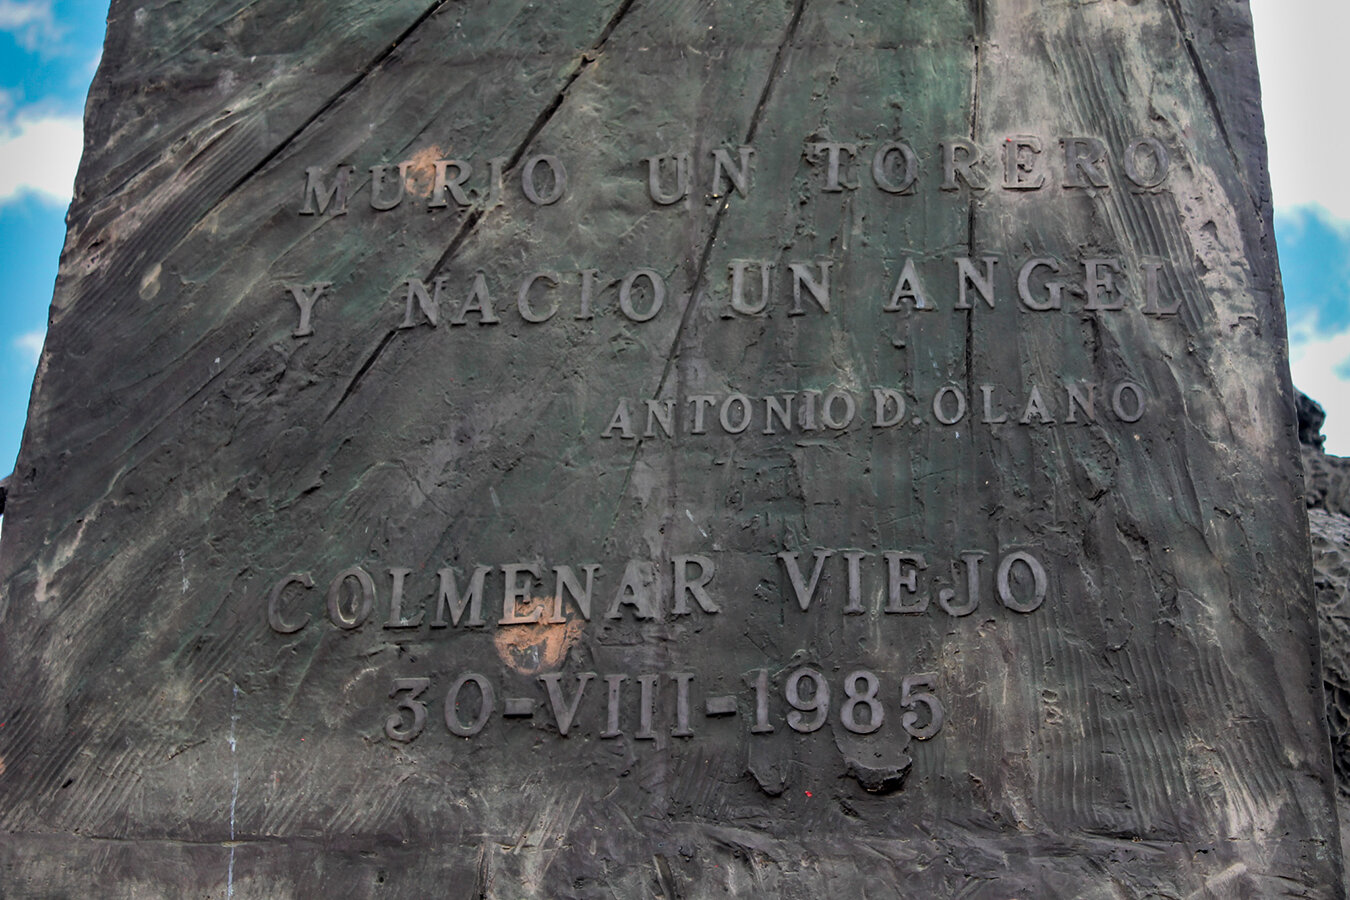 MURIO UN TORERO
Y NACIO UN ANGEL
ANTONIO D. OLANO
COLMENAR VIEJO
30-VIII-1985